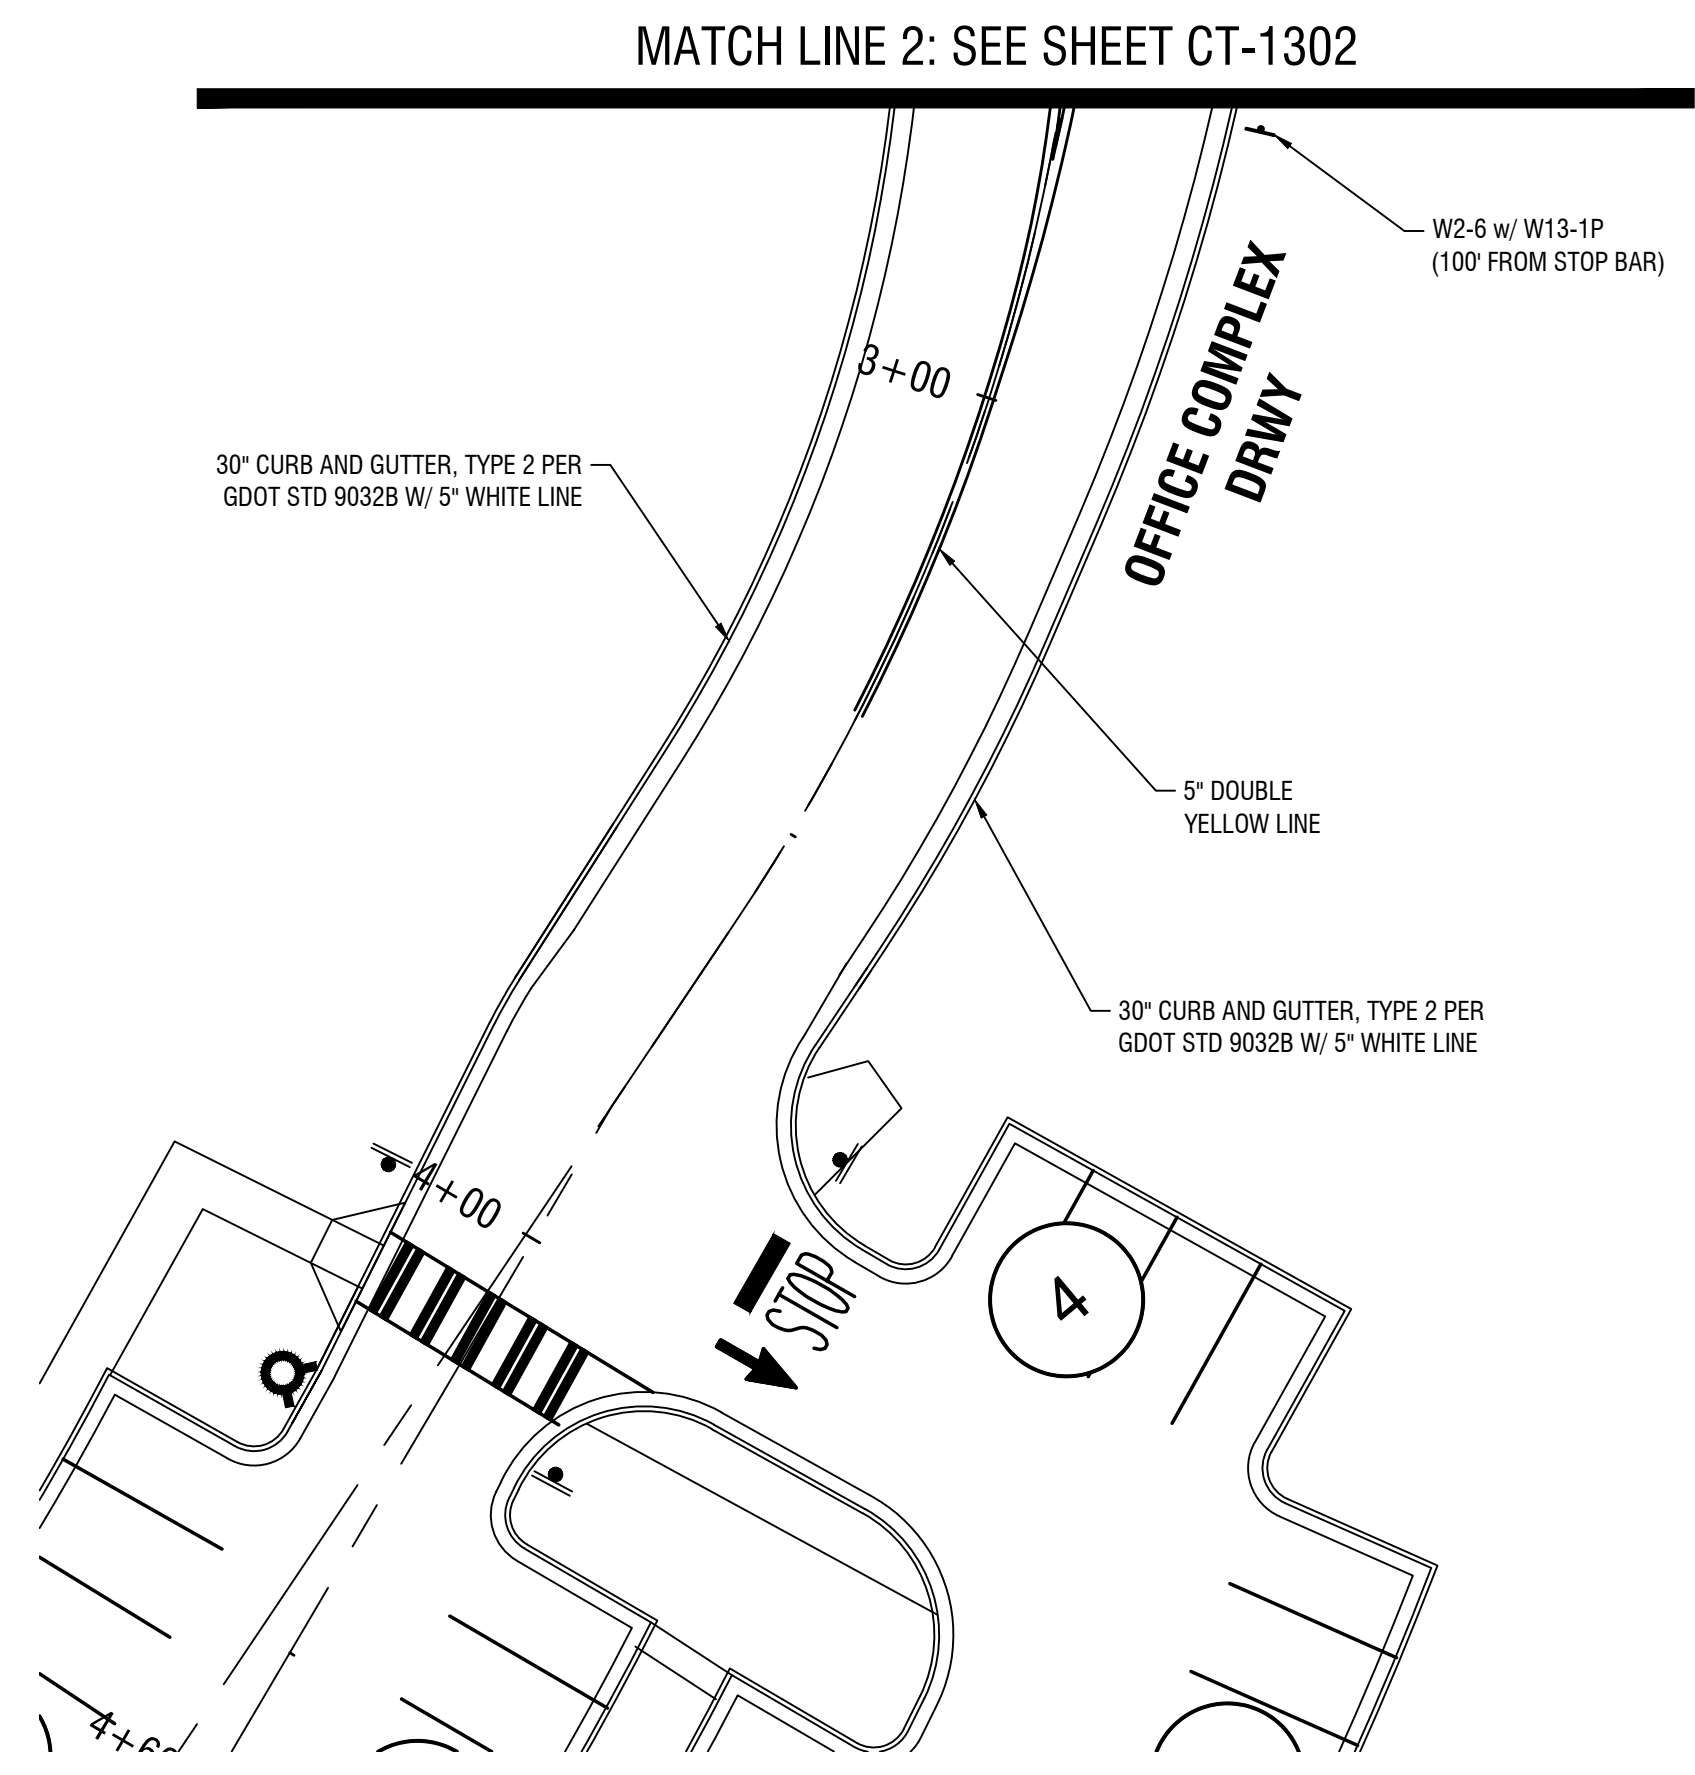 MATCH LINE 2: SEE SHEET CT-1302
W2-6 w/ W13-1P
(100' FROM STOP BAR)
OFFICE COMPLEX
DRWY
3+00
30" CURB AND GUTTER, TYPE 2 PER
GDOT STD 9032B W/ 5" WHITE LINE
5" DOUBLE
YELLOW LINE
30" CURB AND GUTTER, TYPE 2 PER
GDOT STD 9032B W/ 5" WHITE LINE
4+00
STOP
4